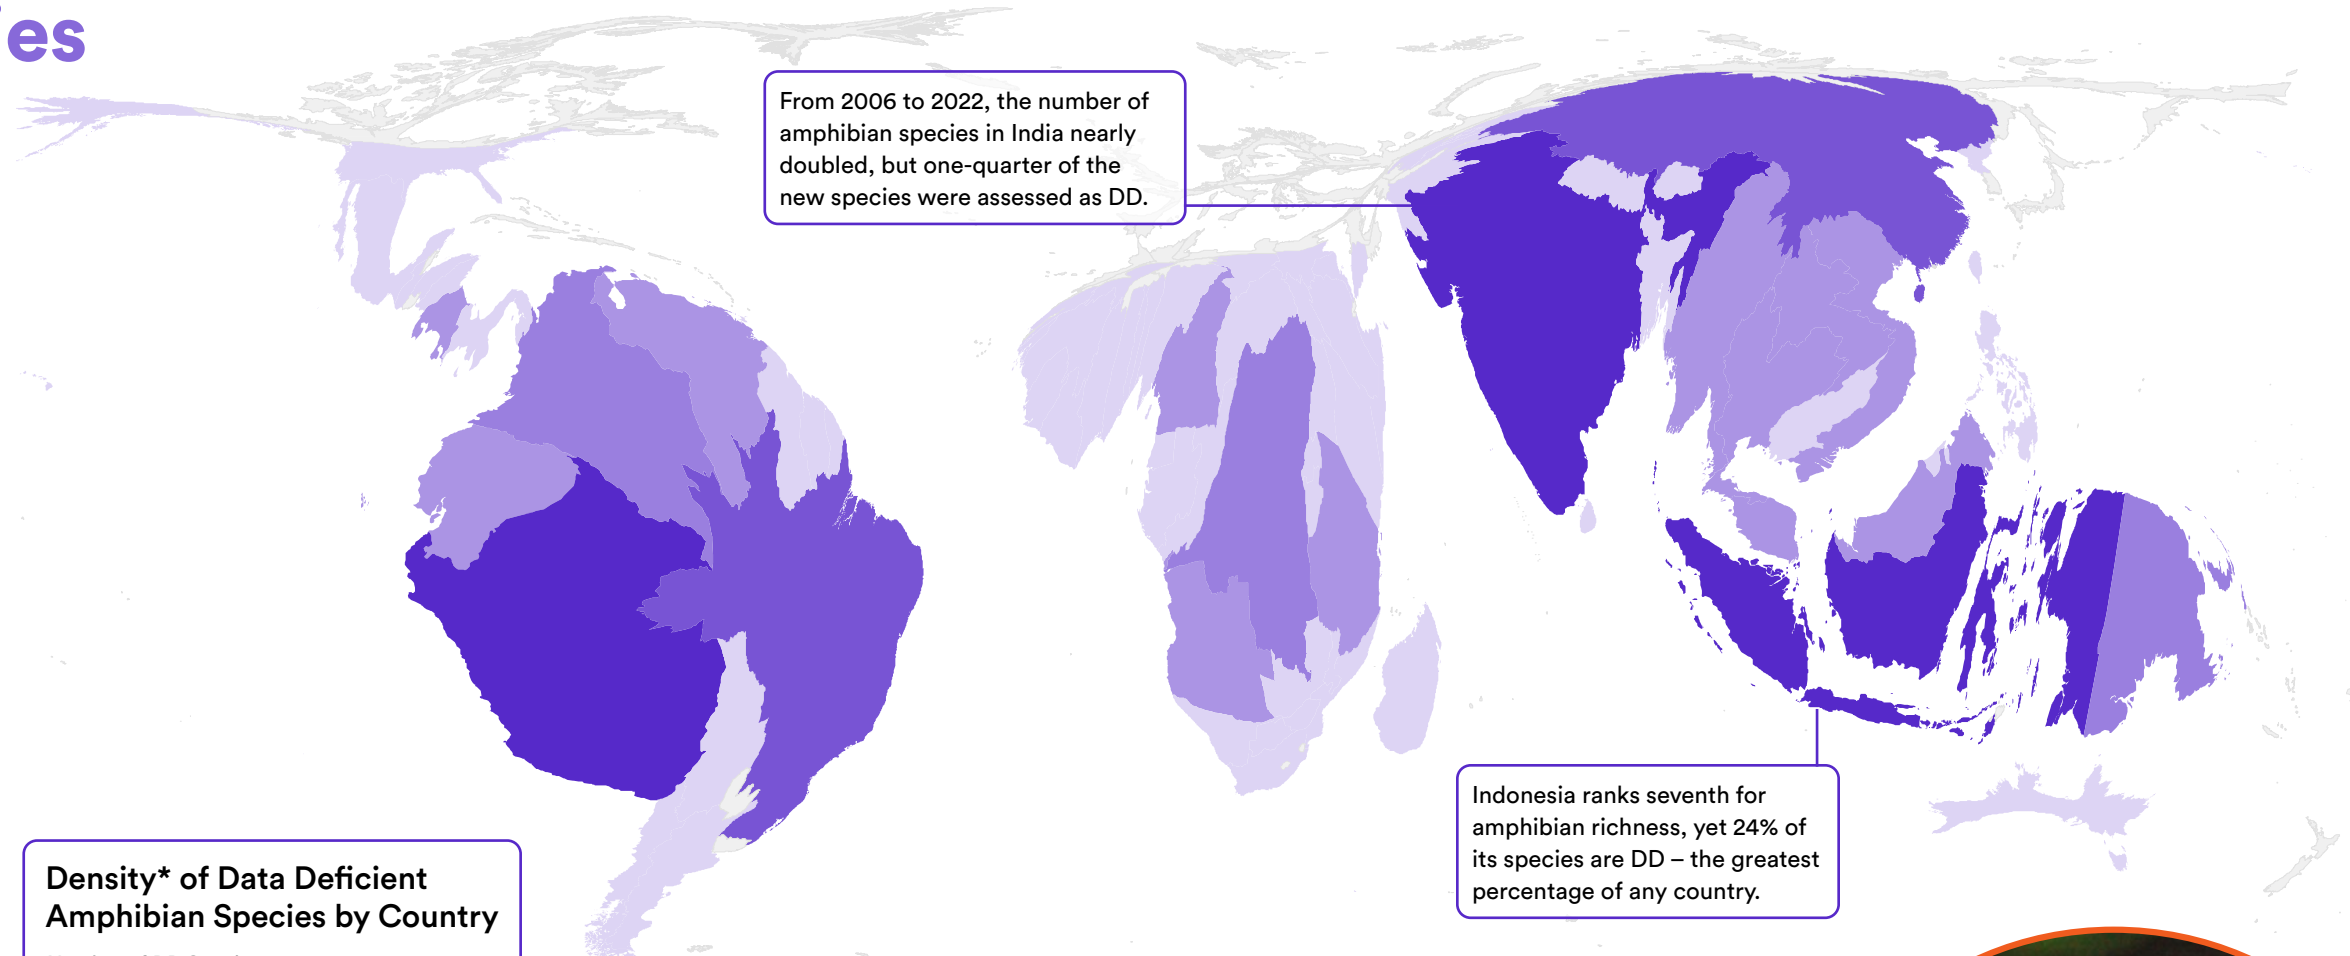 es
From 2006 to 2022, the number of
amphibian species in India nearly
doubled, but one-quarter of the
new species were assessed as DD.
Indonesia ranks seventh for
amphibian richness, yet 24% of
its species are DD – the greatest
percentage of any country.
Density* of Data Deficient
Amphibian Species by Country